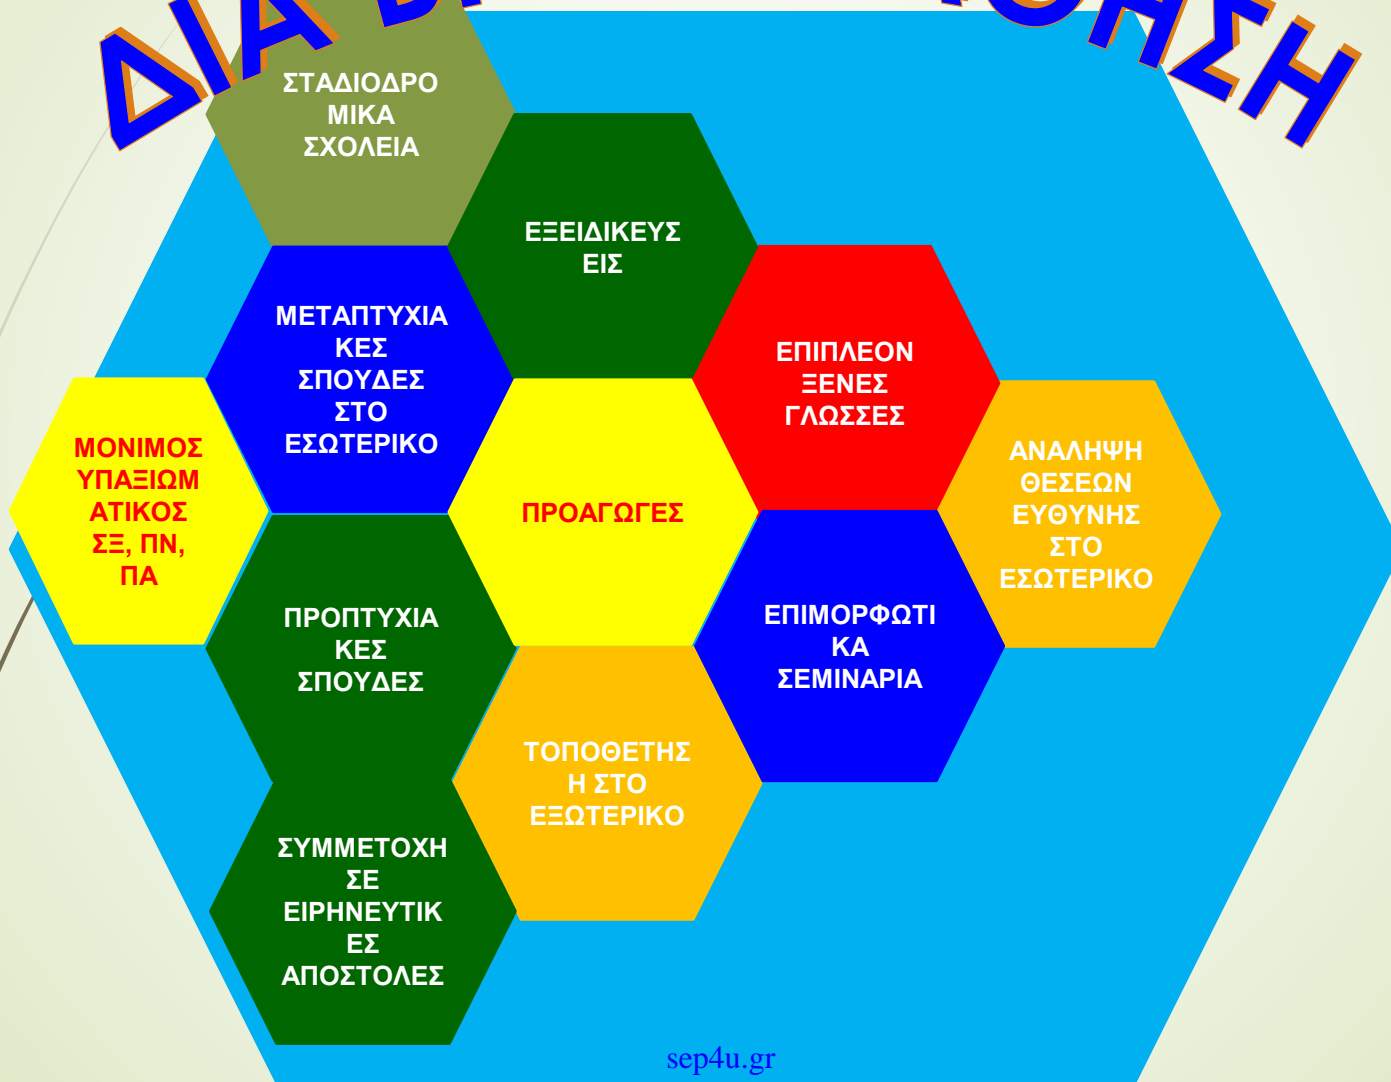 ΣΤΑΔΙΟΔΡΟ
ΜΙΚΑ
ΣΧΟΛΕΙΑ
ΕΞΕΙΔΙΚΕΥΣ
ΕΙΣ
ΜΕΤΑΠΤΥΧΙΑ
ΚΕΣ
ΣΠΟΥΔΕΣ
ΣΤΟ
ΕΣΩΤΕΡΙΚΟ
ΕΠΙΠΛΕΟΝ
ΞΕΝΕΣ
ΓΛΩΣΣΕΣ
ΜΟΝΙΜΟΣ
ΥΠΑΞΙΩΜ
ΑΤΙΚΟΣ
ΣΞ, ΠΝ,
ΠΑ
ΠΡΟΑΓΩΓΕΣ
ΑΝΑΛΗΨΗ
ΘΕΣΕΩΝ
ΕΥΘΥΝΗΣ
ΣΤΟ
ΕΣΩΤΕΡΙΚΟ
ΠΡΟΠΤΥΧΙΑ
ΚΕΣ
ΣΠΟΥΔΕΣ
ΕΠΙΜΟΡΦΩΤΙ
ΚΑ
ΣΕΜΙΝΑΡΙΑ
ΤΟΠΟΘΕΤΗΣ
Η ΣΤΟ
ΕΞΩΤΕΡΙΚΟ
ΣΥΜΜΕΤΟΧΗ
ΣΕ
ΕΙΡΗΝΕΥΤΙΚ
ΕΣ
ΑΠΟΣΤΟΛΕΣ
sep4u.gr